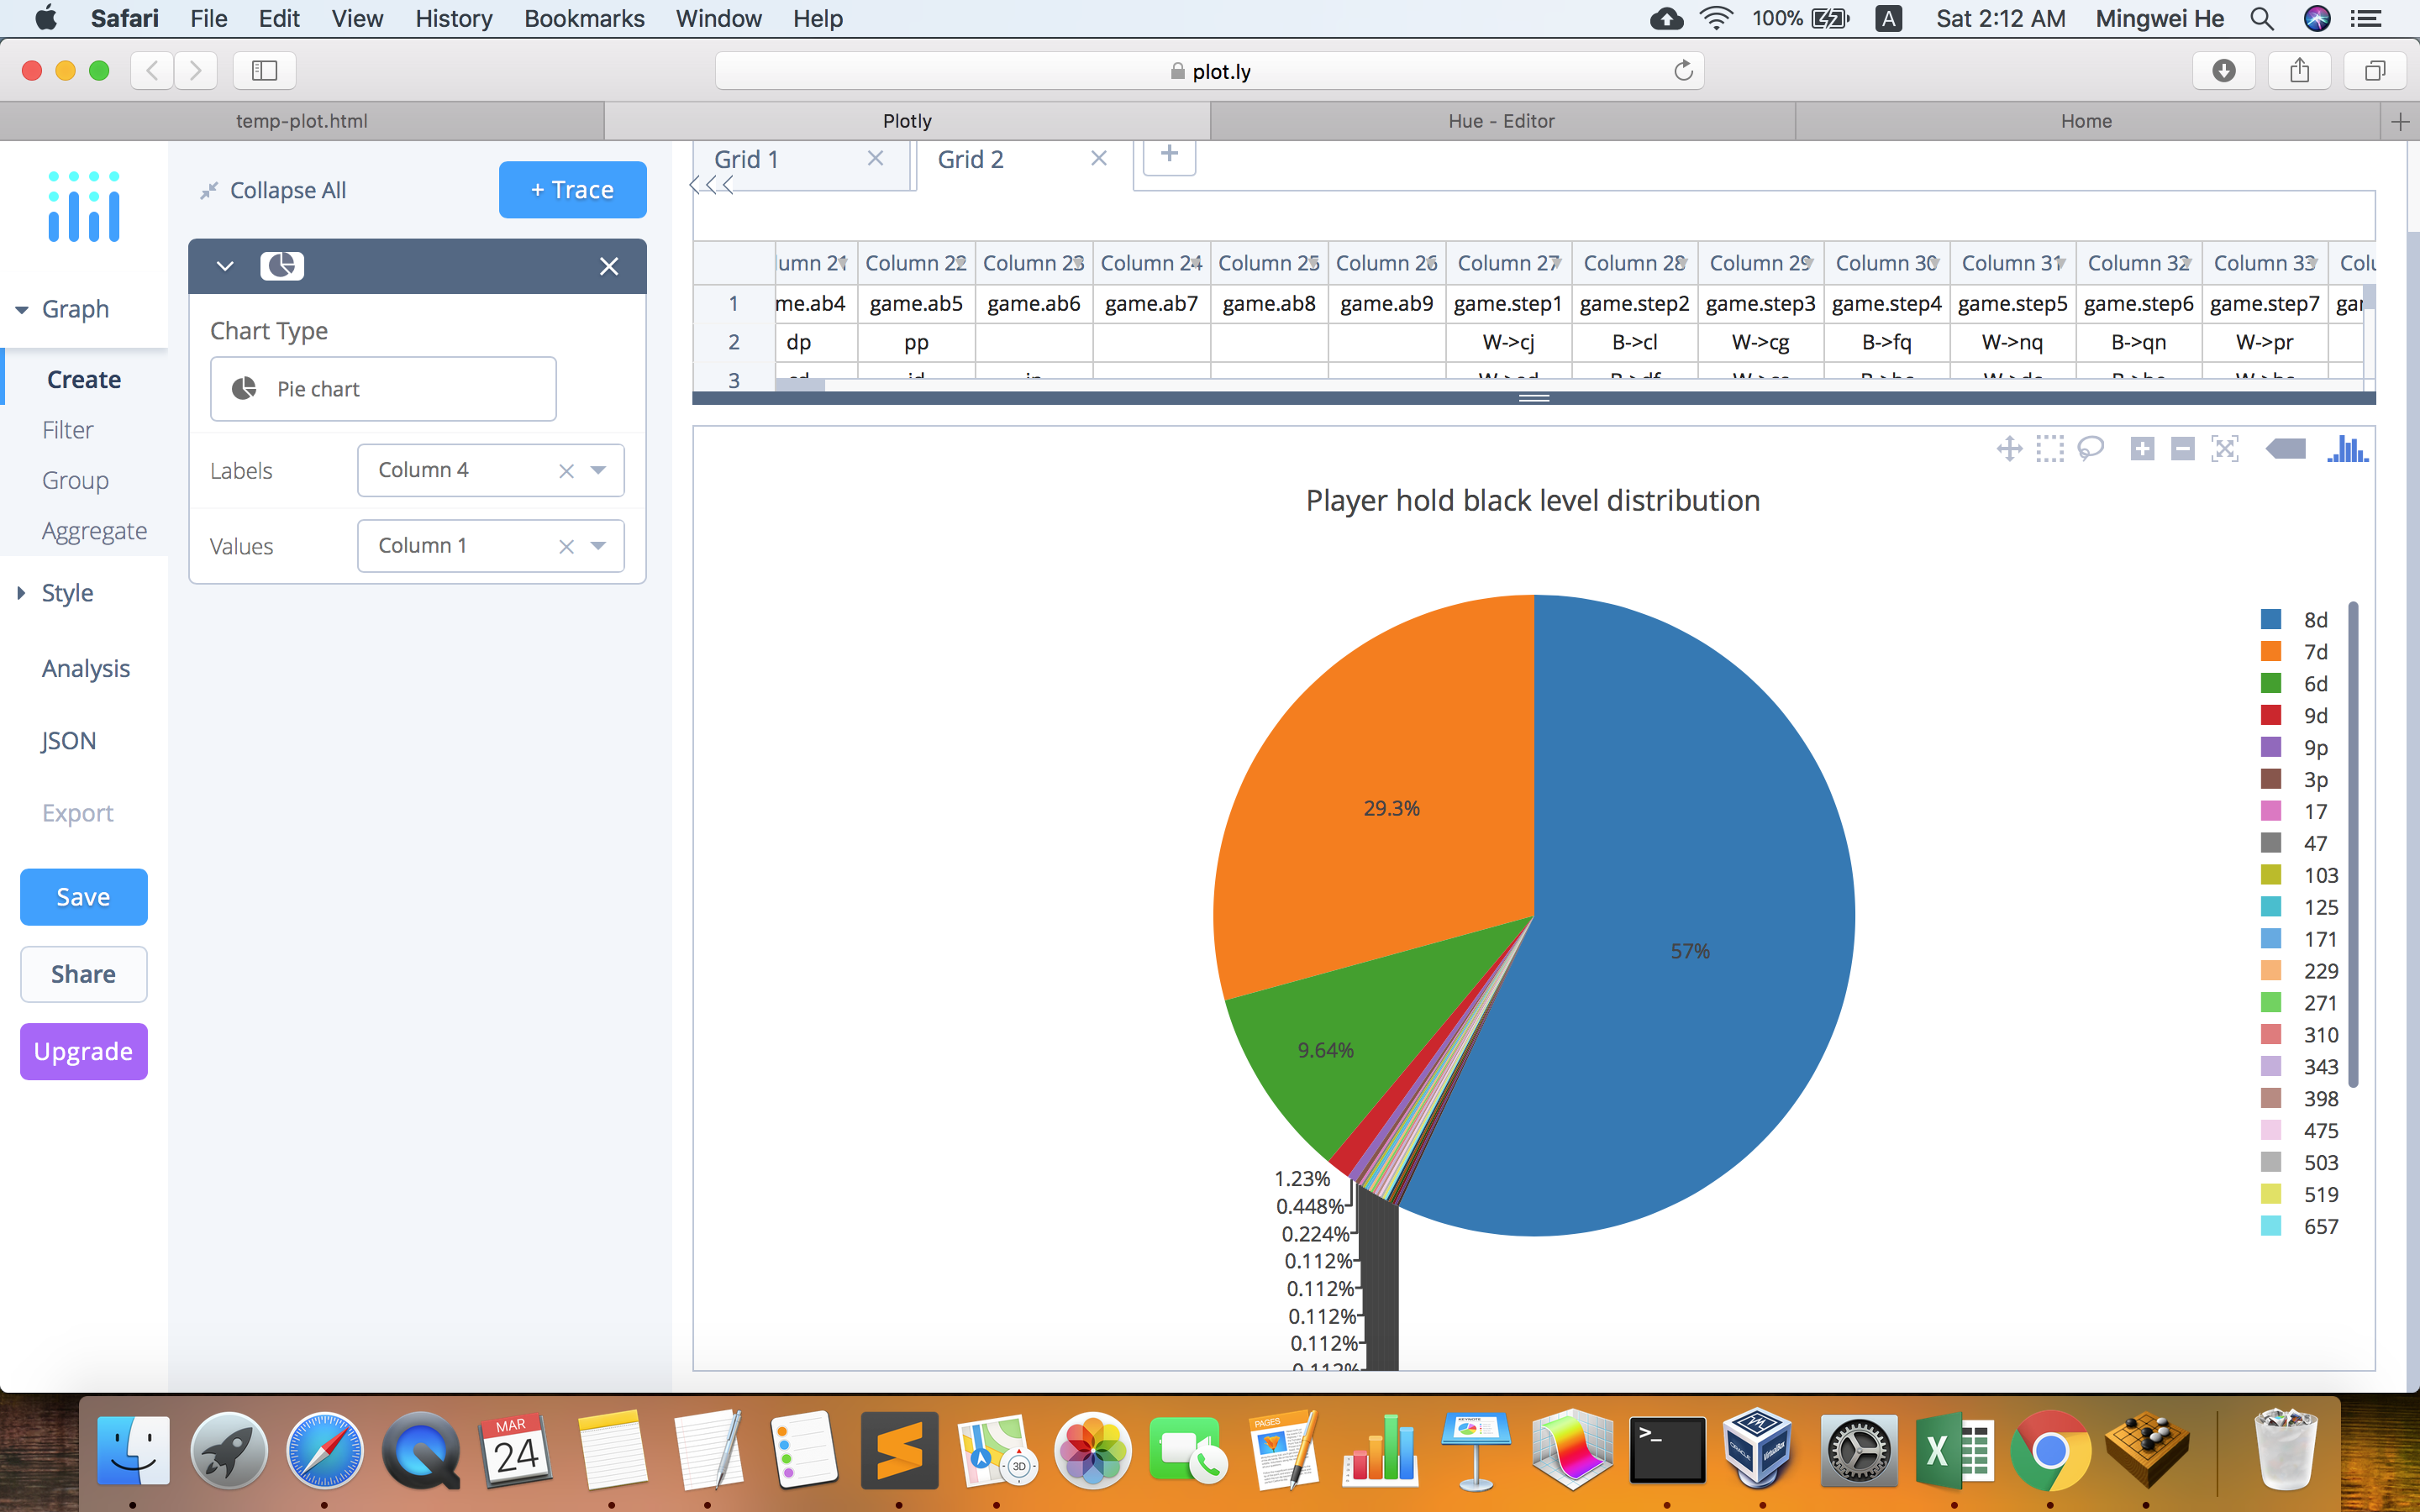 Safari File Edit View History Bookmarks Window Help 100% A Sat 2:12 AM Mingwei He
plot.ly
temp-plot.html Plotly Hue - Editor Home
Grid 1 Grid 2
Collapse All + Trace
umn 21 Column 22 Column 23 Column 24 Column 25 Column 26 Column 27 Column 28 Column 29 Column 30 Column 31 Column 32 Column 33 Colu
1 me.ab4 game.ab5 game.ab6 game.ab7 game.ab8 game.ab9 game.step1 game.step2 game.step3 game.step4 game.step5 game.step6 game.step7 gar
2 dp pp W->cj B->cl W->cg B->fq W->nq B->qn W->pr
3
Graph
Create
Filter
Group
Aggregate
Style
Analysis
JSON
Export
Save
Share
Upgrade
Chart Type
Pie chart
Labels Column 4
Values Column 1
Player hold black level distribution
29.3%
57%
9.64%
1.23%
0.448%
0.224%
0.112%
0.112%
0.112%
0.112%
0.112%
8d
7d
6d
9d
9p
3p
17
47
103
125
171
229
271
310
343
398
475
503
519
657
MAR
24
3D
PAGES
KEYNOTE
>_
X